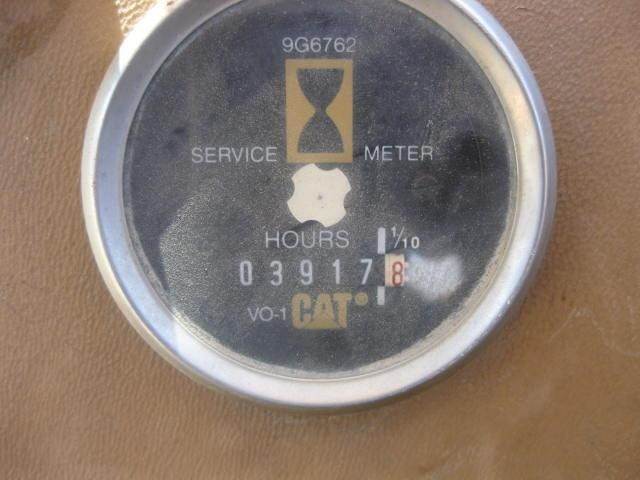 9G6762
SERVICE METER
HOURS 1/10
039178
VO-1 CAT